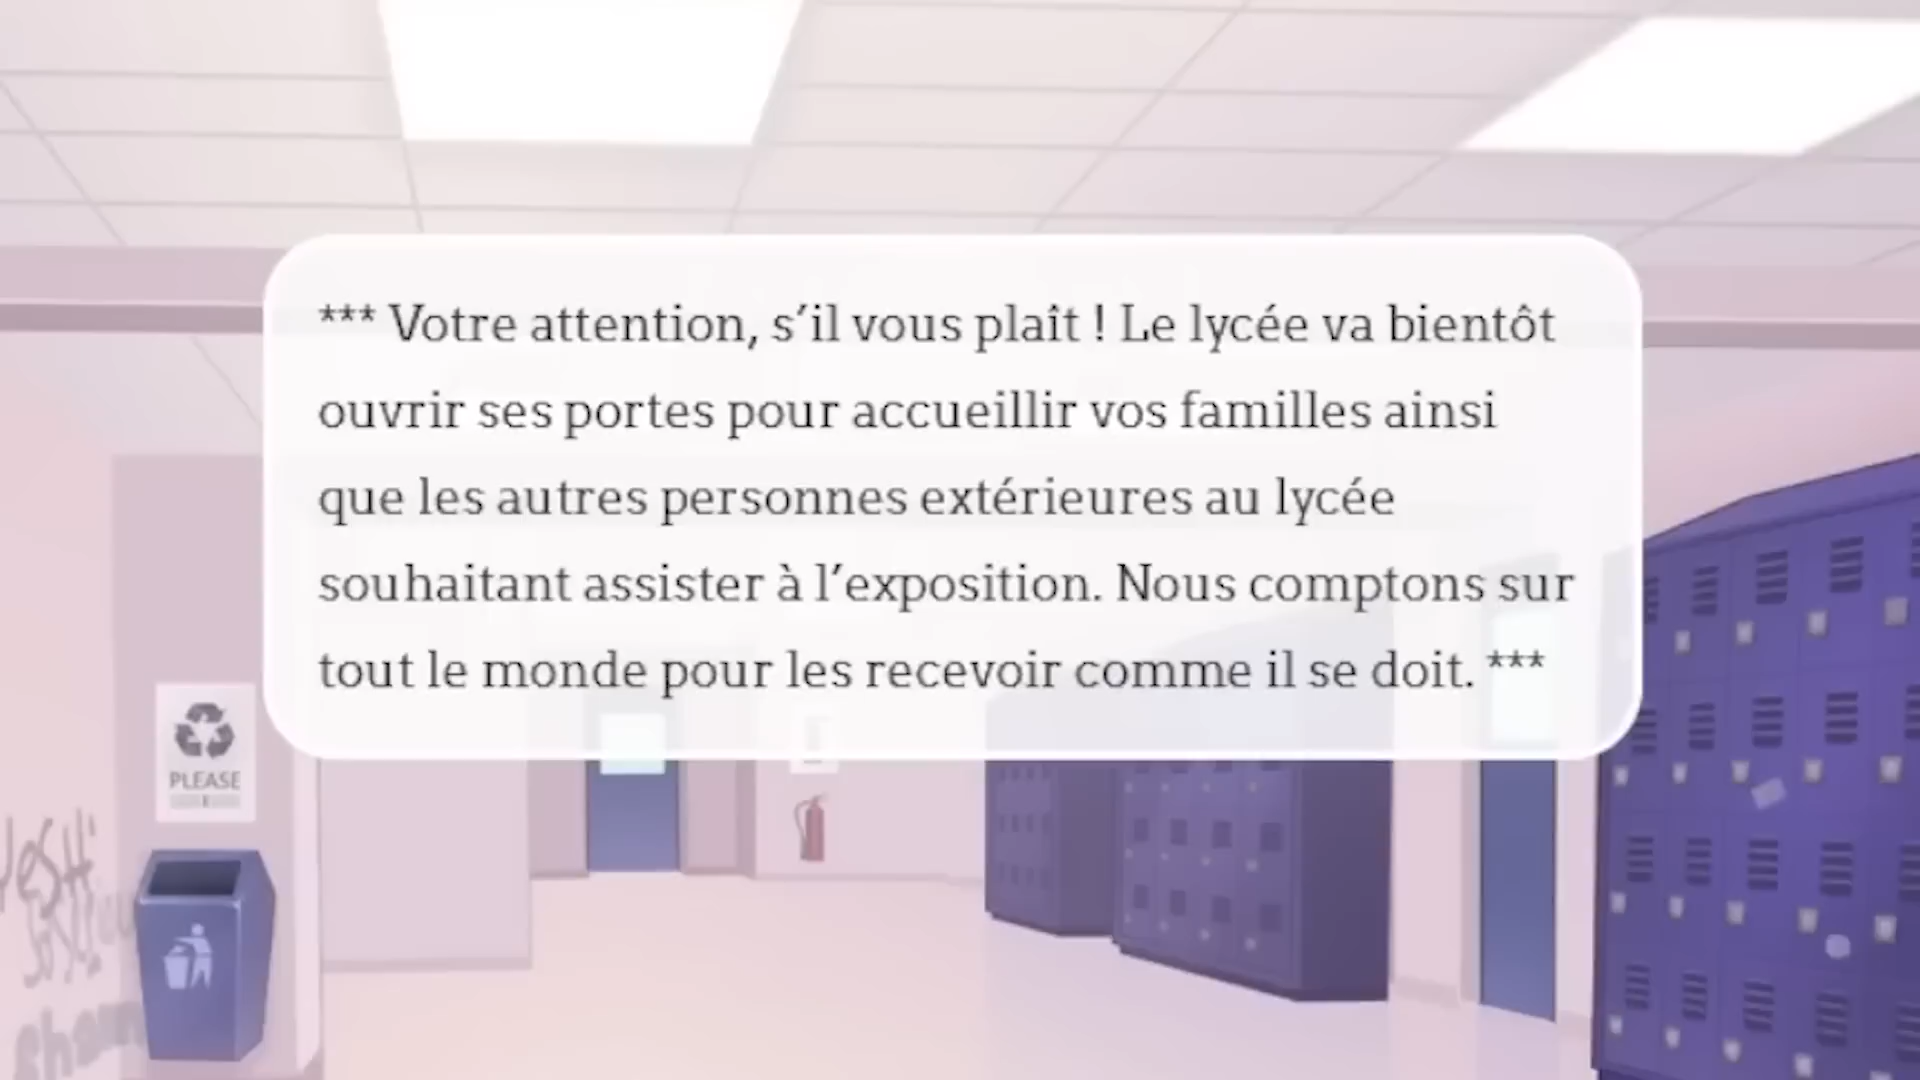 *** Votre attention, s’il vous plaît ! Le lycée va bientôt
ouvrir ses portes pour accueillir vos familles ainsi
que les autres personnes extérieures au lycée
souhaitant assister à l’exposition. Nous comptons sur
tout le monde pour les recevoir comme il se doit. ***
PLEASE